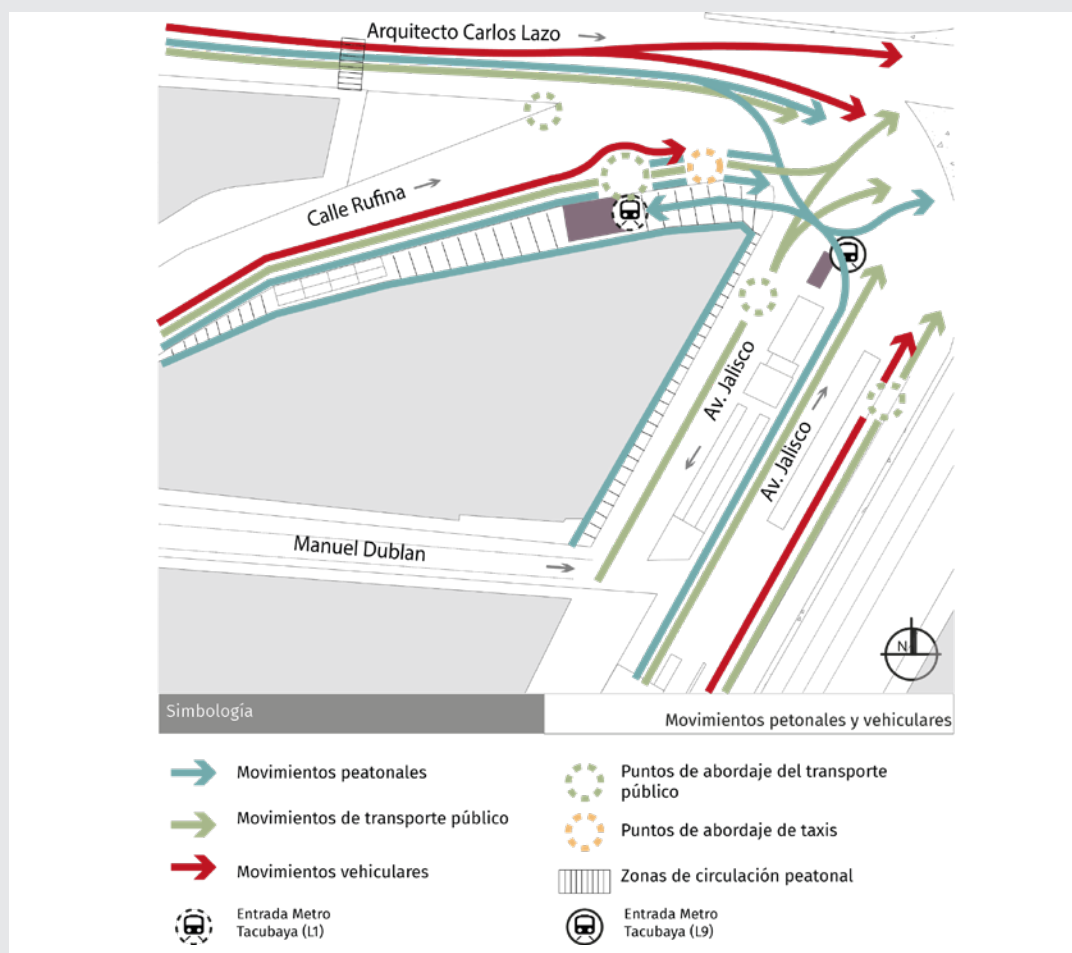 Arquitecto Carlos Lazo
Calle Rufina
Av. Jalisco
Av. Jalisco
Manuel Dublan
N
Simbología
Movimientos petonales y vehiculares
Movimientos peatonales
Movimientos de transporte público
Movimientos vehiculares
Entrada Metro
Tacubaya (L1)
Puntos de abordaje del transporte
público
Puntos de abordaje de taxis
Zonas de circulación peatonal
Entrada Metro
Tacubaya (L9)